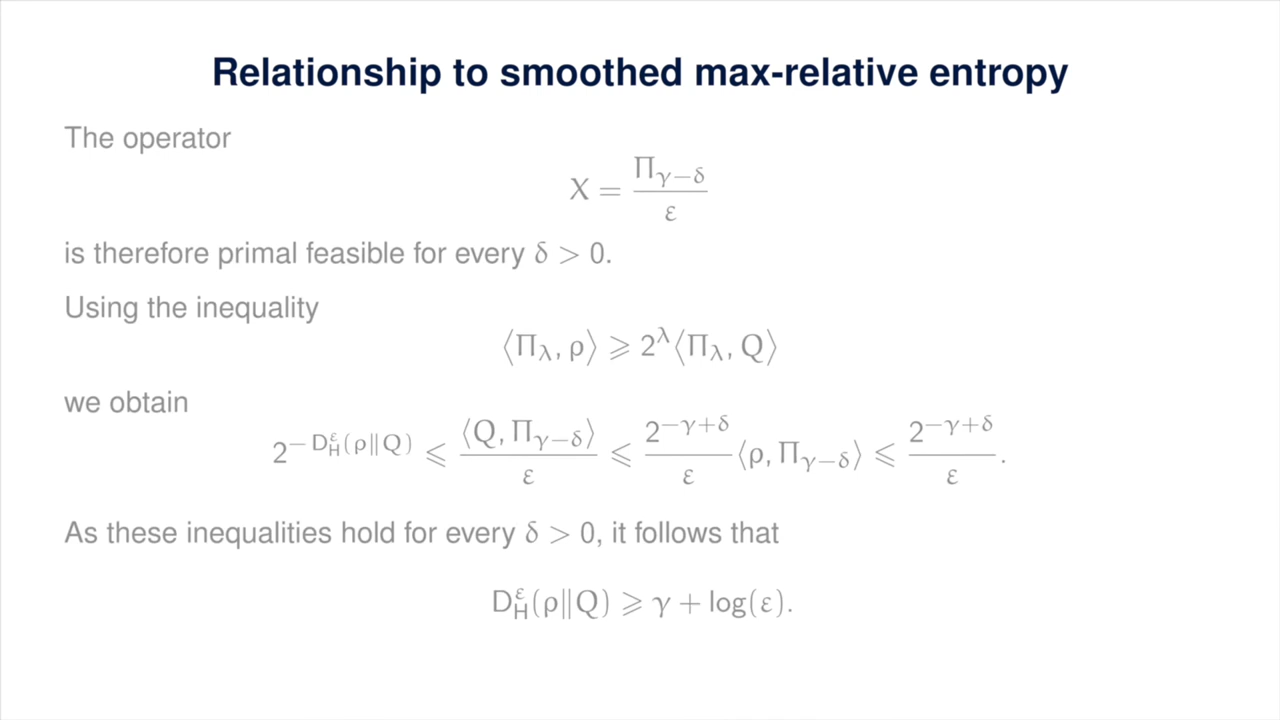 Relationship to smoothed max-relative entropy
The operator
X = Π_{γ−δ} / ε
is therefore primal feasible for every δ > 0.
Using the inequality
⟨Π_λ, ρ⟩ ⩾ 2^λ⟨Π_λ, Q⟩
we obtain
2^{− D_H^ε(ρ‖Q)} ⩽ ⟨Q, Π_{γ−δ}⟩ / ε ⩽ 2^{−γ+δ} / ε ⟨ρ, Π_{γ−δ}⟩ ⩽ 2^{−γ+δ} / ε .
As these inequalities hold for every δ > 0, it follows that
D_H^ε(ρ‖Q) ⩾ γ + log(ε).